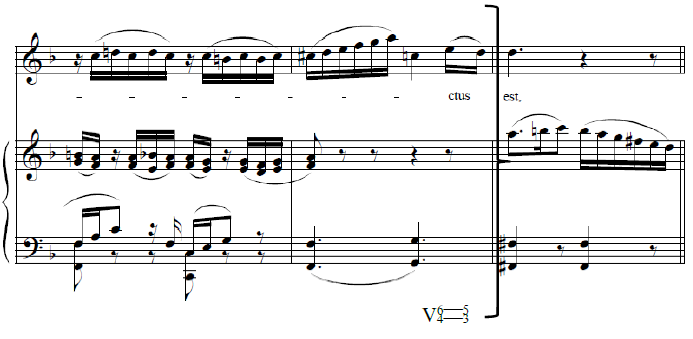 – – – – – – – ctus est,
V6–5
4–3